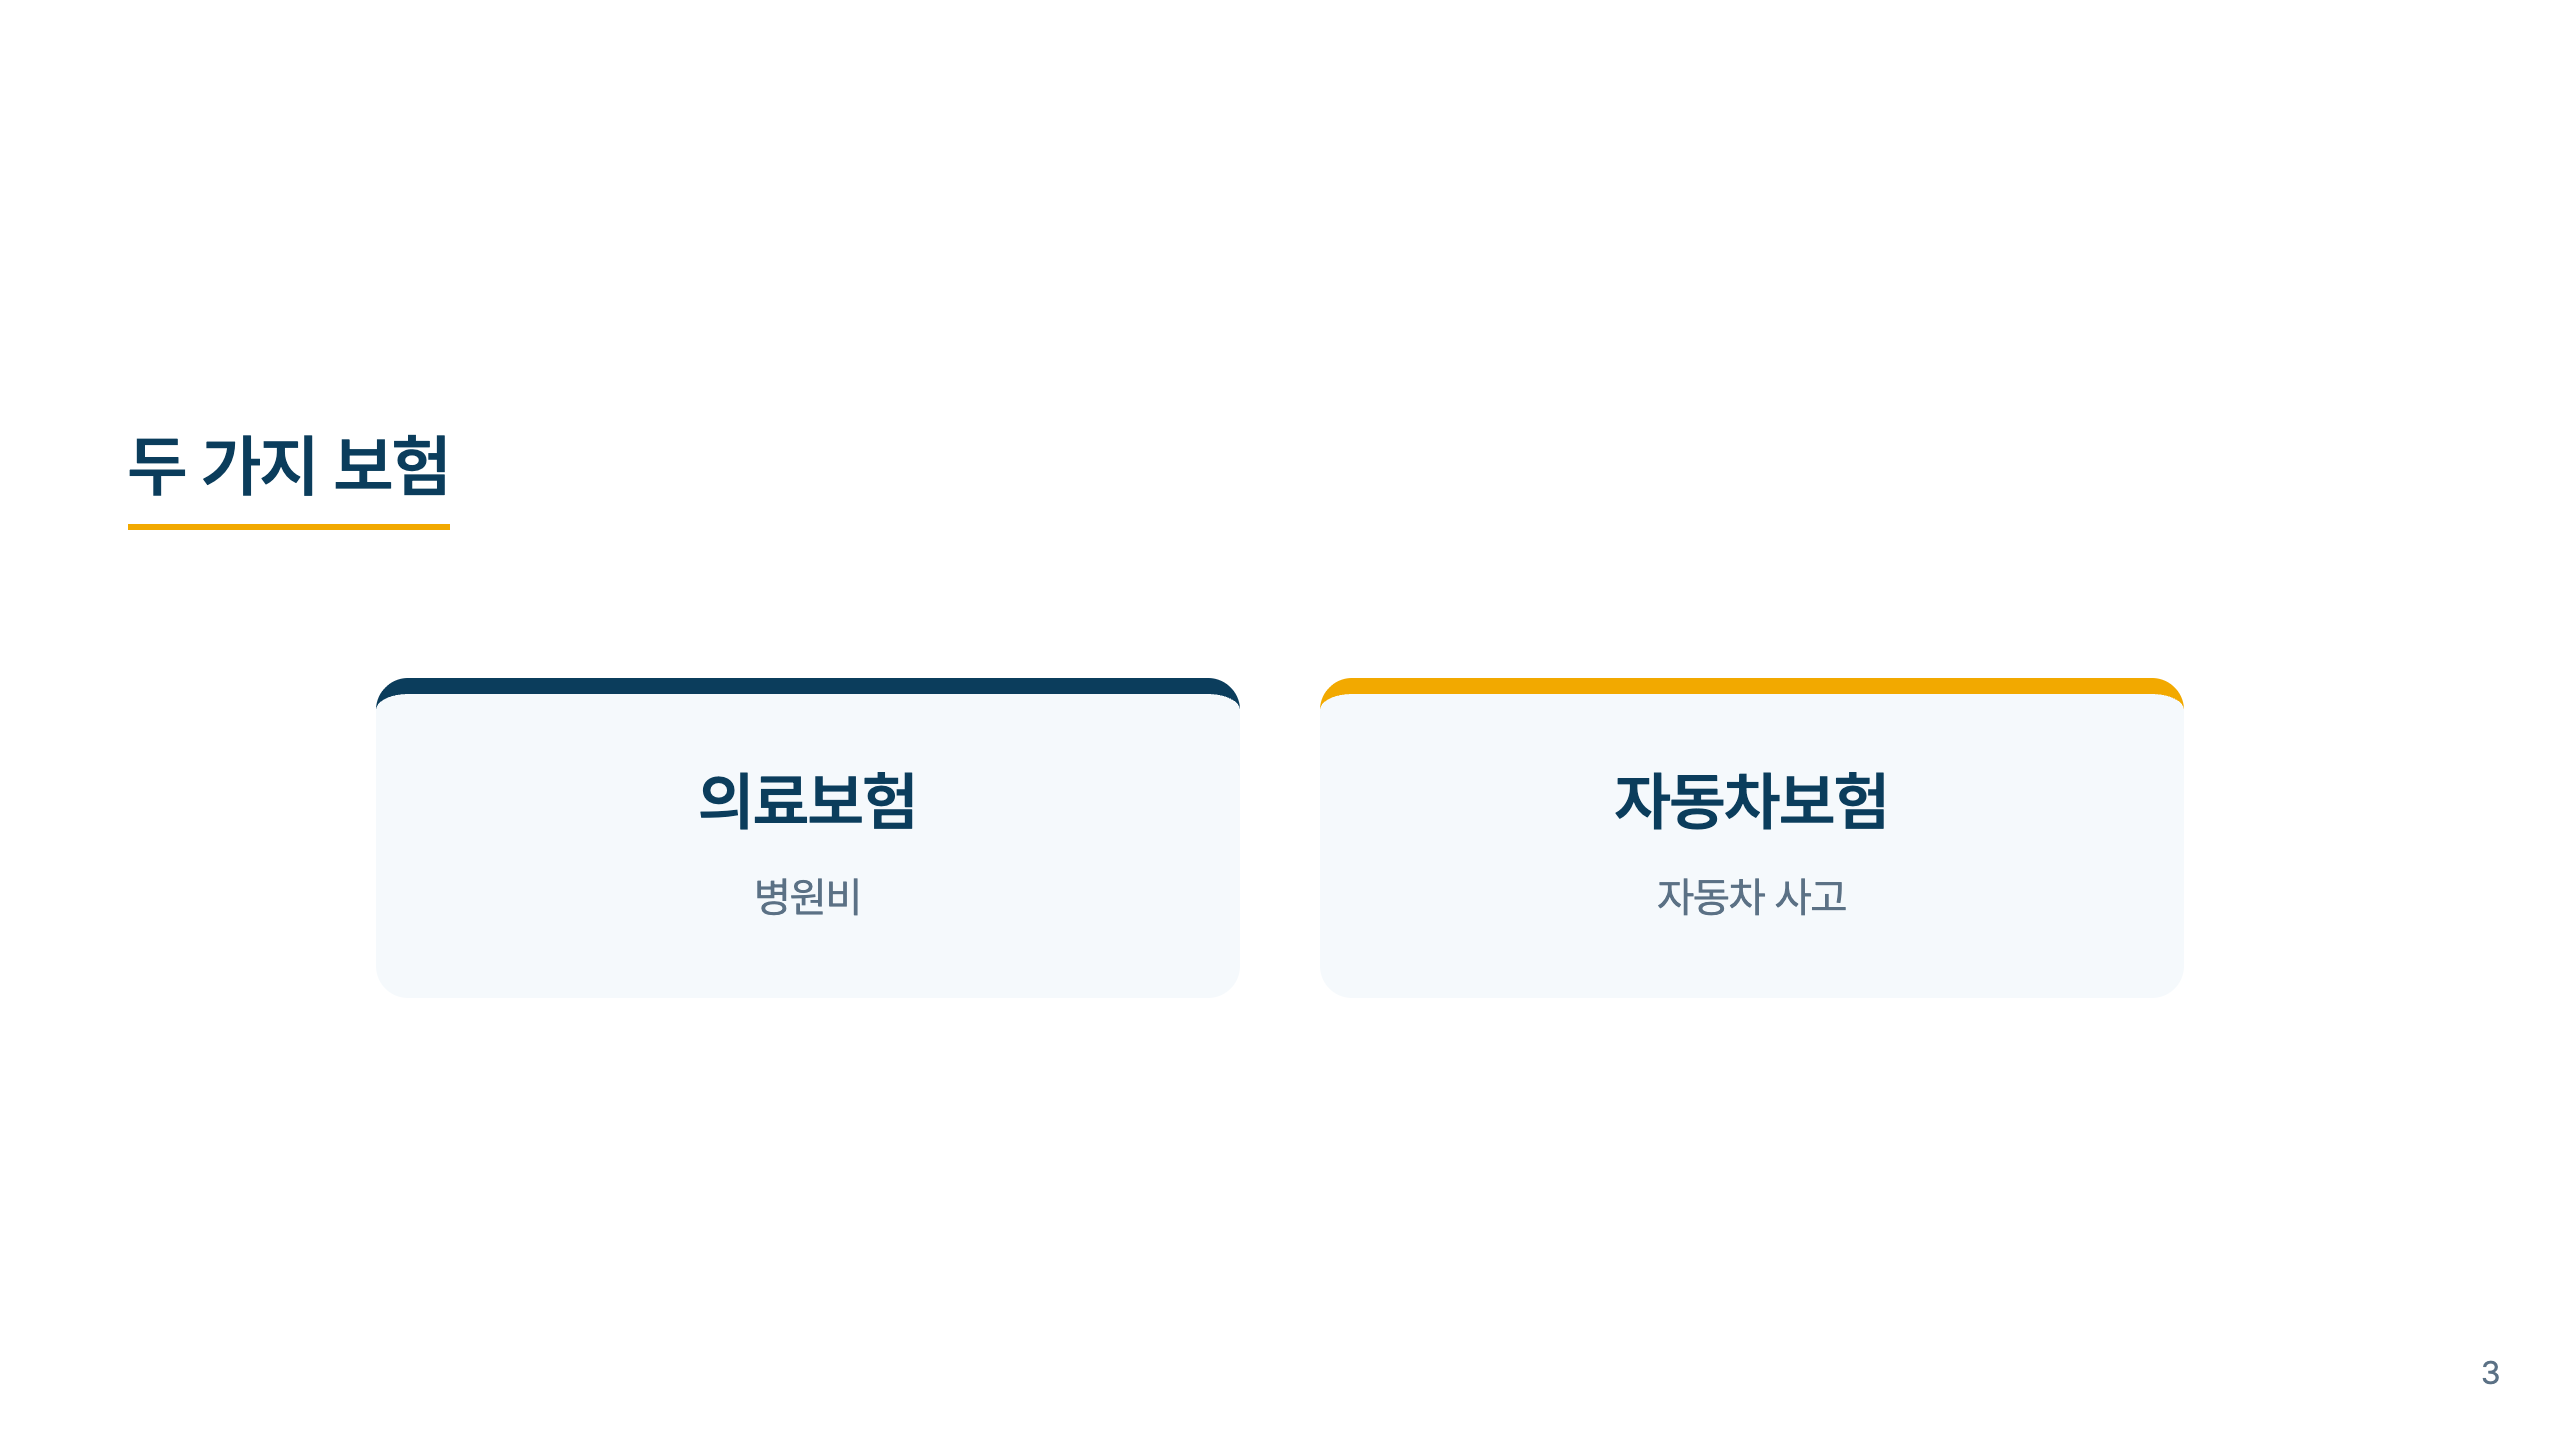 두 가지 보험
의료보험
병원비
자동차보험
자동차 사고
3